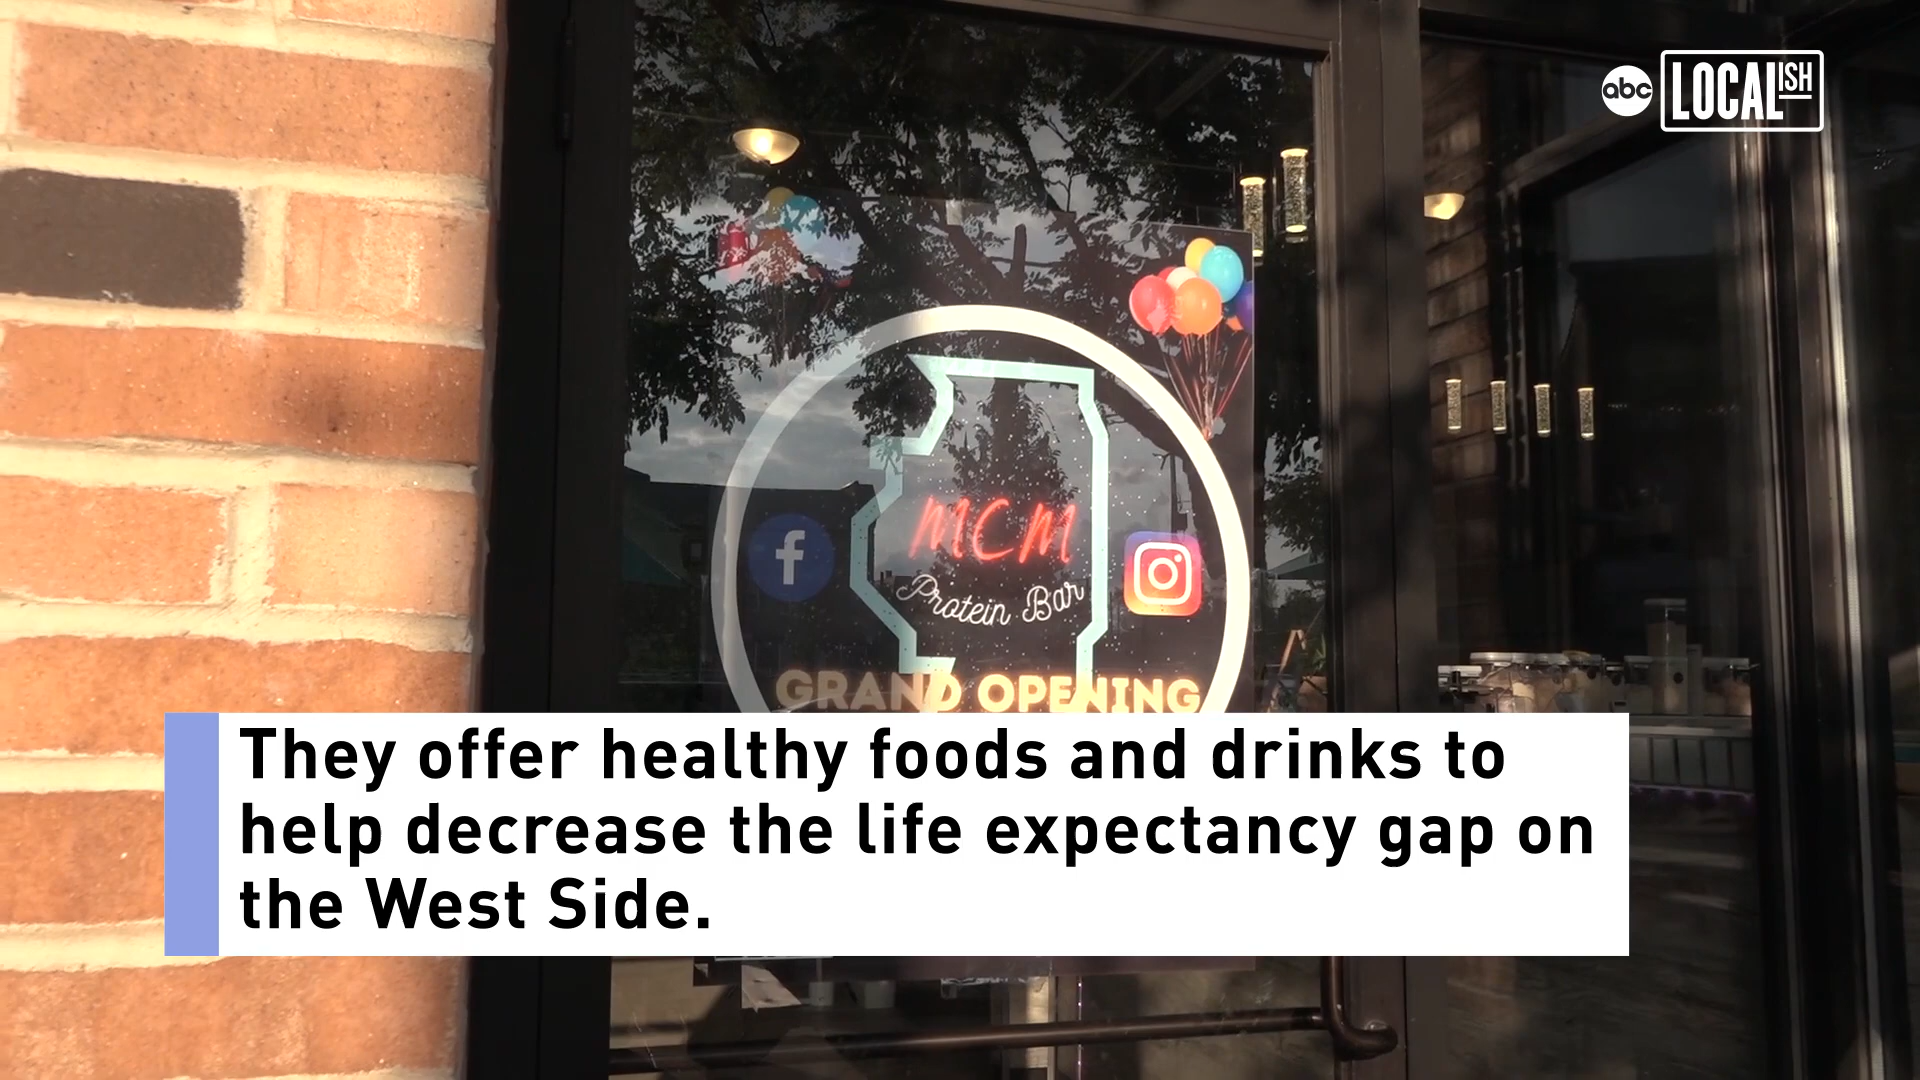 abc LOCALISH
f
MCM
Protein Bar
GRAND OPENING
They offer healthy foods and drinks to
help decrease the life expectancy gap on
the West Side.